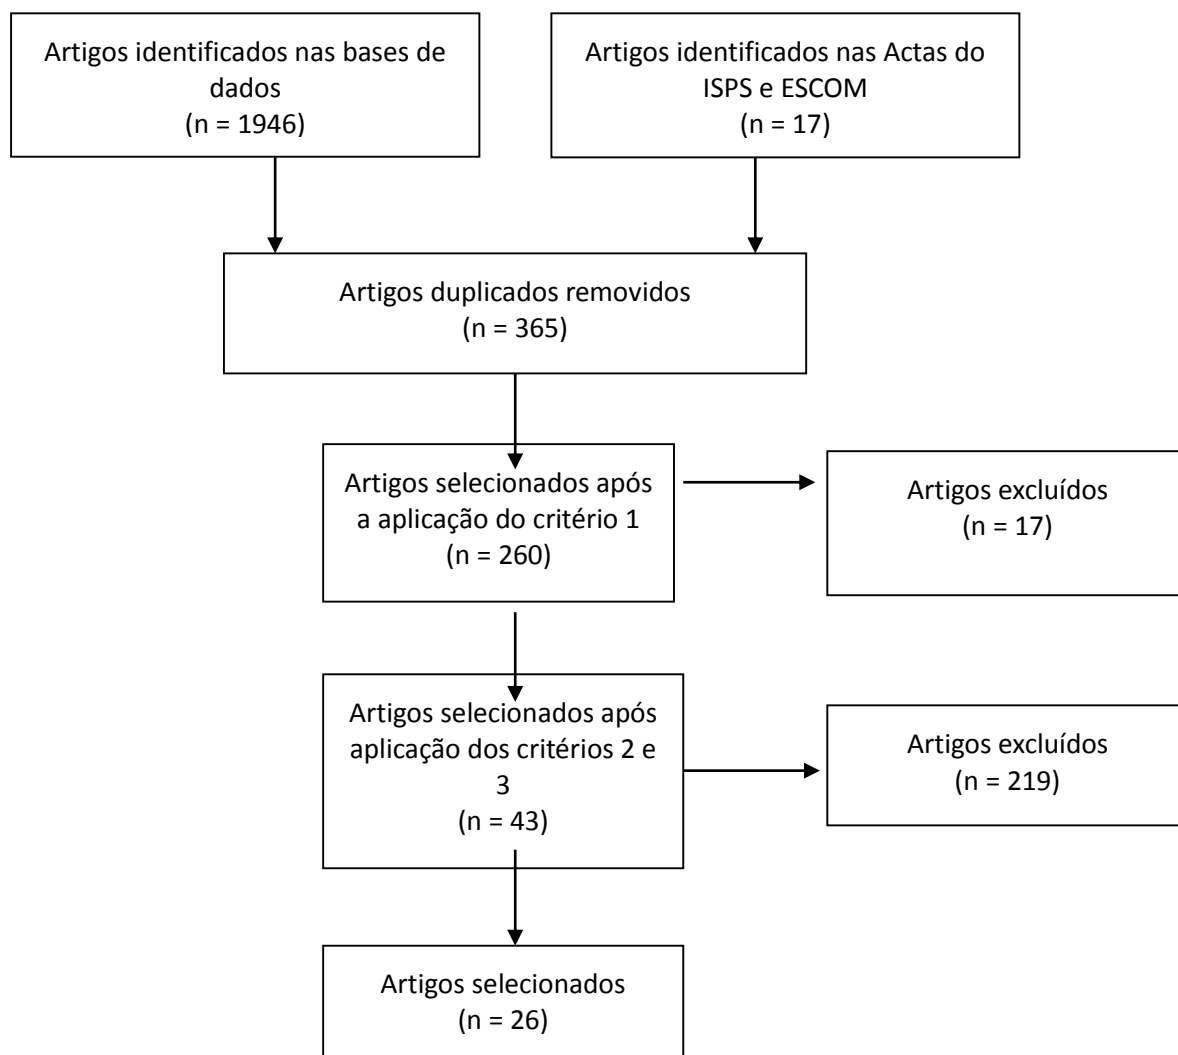 Artigos identificados nas bases de
dados
(n = 1946)
Artigos identificados nas Actas do
ISPS e ESCOM
(n = 17)
Artigos duplicados removidos
(n = 365)
Artigos selecionados após
a aplicação do critério 1
(n = 260)
Artigos excluídos
(n = 17)
Artigos selecionados após
aplicação dos critérios 2 e
3
(n = 43)
Artigos excluídos
(n = 219)
Artigos selecionados
(n = 26)